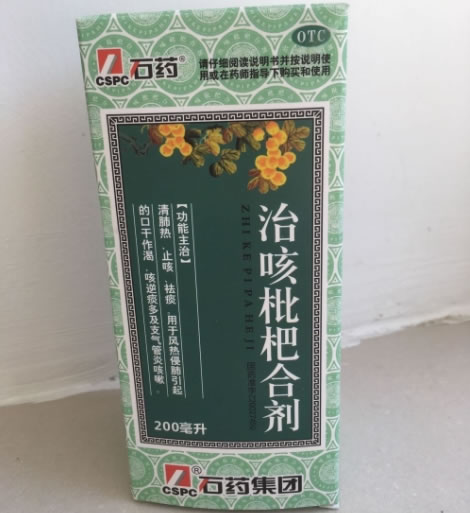 CSPC 石药®
OTC
请仔细阅读说明书并按说明使
用或在药师指导下购买和使用
治咳枇杷合剂
ZHI KE PIPA HEJI
【功能主治】
清肺热，止咳，祛痰，用于风热侵肺引起
的口干作渴，咳逆痰多及支气管炎咳嗽。
200毫升
CSPC® 石药集团